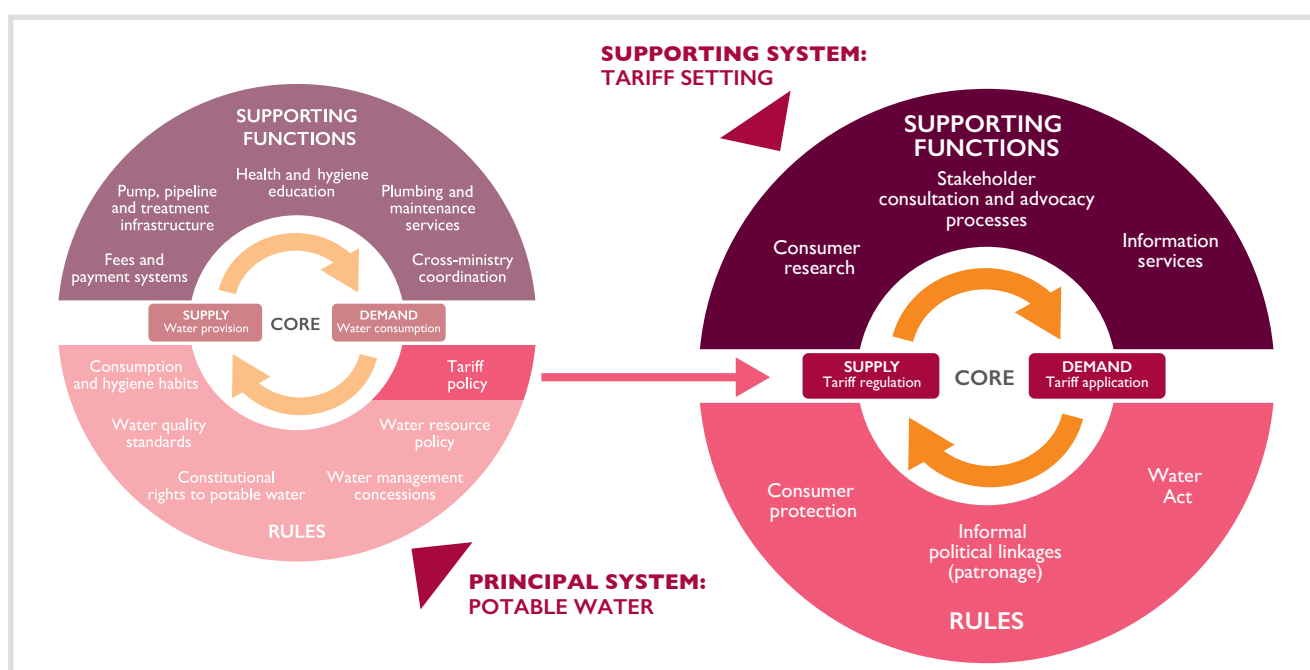 SUPPORTING SYSTEM:
TARIFF SETTING
SUPPORTING
FUNCTIONS
Health and hygiene
education
Pump, pipeline
and treatment
infrastructure
Plumbing and
maintenance
services
Fees and
payment systems
Cross-ministry
coordination
SUPPLY
Water provision
CORE
DEMAND
Water consumption
Consumption
and hygiene habits
Tariff
policy
Water quality
standards
Water resource
policy
Constitutional
rights to potable water
Water management
concessions
RULES
PRINCIPAL SYSTEM:
POTABLE WATER
SUPPORTING
FUNCTIONS
Stakeholder
consultation and advocacy
processes
Consumer
research
Information
services
SUPPLY
Tariff regulation
CORE
DEMAND
Tariff application
Consumer
protection
Water
Act
Informal
political linkages
(patronage)
RULES